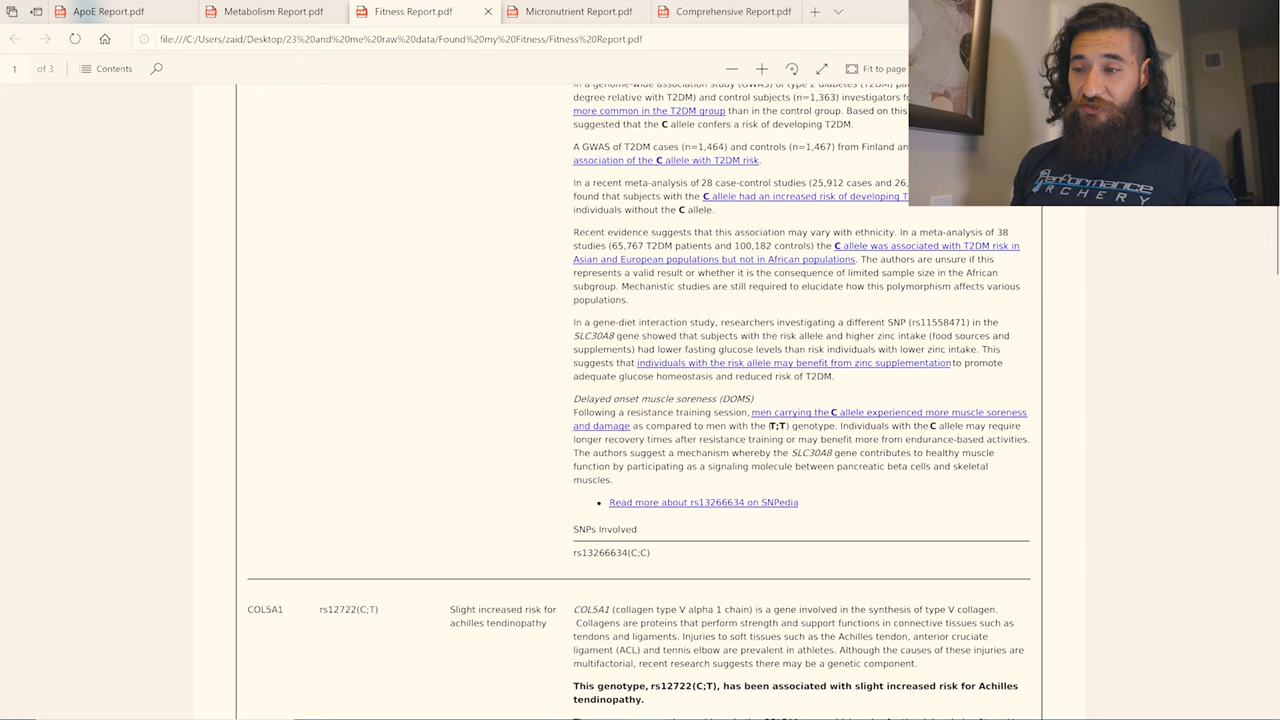 ApoE Report.pdf
Metabolism Report.pdf
Fitness Report.pdf
Micronutrient Report.pdf
Comprehensive Report.pdf
file:///C:/Users/zaid/Desktop/23%20and%20me%20raw%20data/Found%20my%20Fitness/Fitness%20Report.pdf
1 of 3 Contents Fit to page
degree relative with T2DM) and control subjects (n=1,363) investigators
more common in the T2DM group than in the control group. Based on this
suggested that the C allele confers a risk of developing T2DM.
A GWAS of T2DM cases (n=1,464) and controls (n=1,467) from Finland an
association of the C allele with T2DM risk.
In a recent meta-analysis of 28 case-control studies (25,912 cases and 26,
found that subjects with the C allele had an increased risk of developing T
individuals without the C allele.
Recent evidence suggests that this association may vary with ethnicity. In a meta-analysis of 38
studies (65,767 T2DM patients and 100,182 controls) the C allele was associated with T2DM risk in
Asian and European populations but not in African populations. The authors are unsure if this
represents a valid result or whether it is the consequence of limited sample size in the African
subgroup. Mechanistic studies are still required to elucidate how this polymorphism affects various
populations.
In a gene-diet interaction study, researchers investigating a different SNP (rs11558471) in the
SLC30A8 gene showed that subjects with the risk allele and higher zinc intake (food sources and
supplements) had lower fasting glucose levels than risk individuals with lower zinc intake. This
suggests that individuals with the risk allele may benefit from zinc supplementation to promote
adequate glucose homeostasis and reduced risk of T2DM.
Delayed onset muscle soreness (DOMS)
Following a resistance training session, men carrying the C allele experienced more muscle soreness
and damage as compared to men with the (T;T) genotype. Individuals with the C allele may require
longer recovery times after resistance training or may benefit more from endurance-based activities.
The authors suggest a mechanism whereby the SLC30A8 gene contributes to healthy muscle
function by participating as a signaling molecule between pancreatic beta cells and skeletal
muscles.
• Read more about rs13266634 on SNPedia
SNPs Involved
rs13266634(C;C)
COL5A1
rs12722(C;T)
Slight increased risk for
achilles tendinopathy
COL5A1 (collagen type V alpha 1 chain) is a gene involved in the synthesis of type V collagen.
Collagens are proteins that perform strength and support functions in connective tissues such as
tendons and ligaments. Injuries to soft tissues such as the Achilles tendon, anterior cruciate
ligament (ACL) and tennis elbow are prevalent in athletes. Although the causes of these injuries are
multifactorial, recent research suggests there may be a genetic component.
This genotype, rs12722(C;T), has been associated with slight increased risk for Achilles
tendinopathy.
Performance
ARCHERY